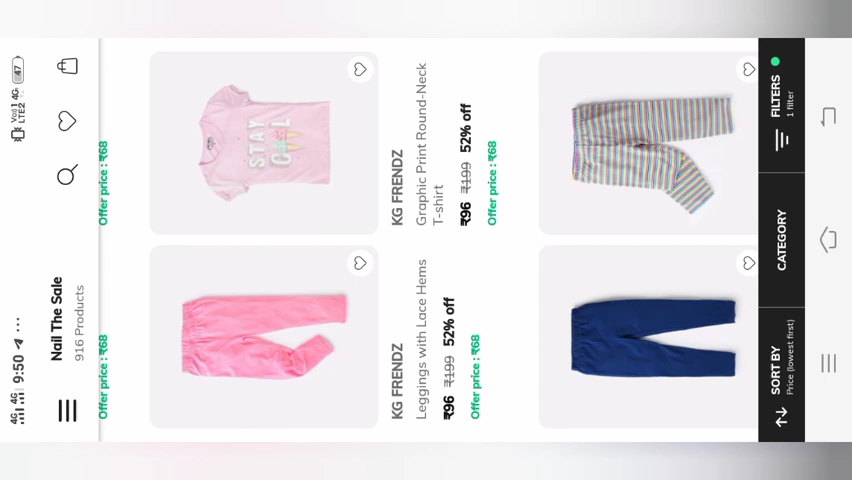 9:50
Vo)) 4G
LTE2
47
4G 4G
Nail The Sale
916 Products
Offer price : ₹68
Offer price : ₹68
STAY
KG FRENDZ
Leggings with Lace Hems
₹96 ₹199 52% off
Offer price : ₹68
KG FRENDZ
Graphic Print Round-Neck
T-shirt
₹96 ₹199 52% off
Offer price : ₹68
SORT BY
Price (lowest first)
CATEGORY
FILTERS
1 filter